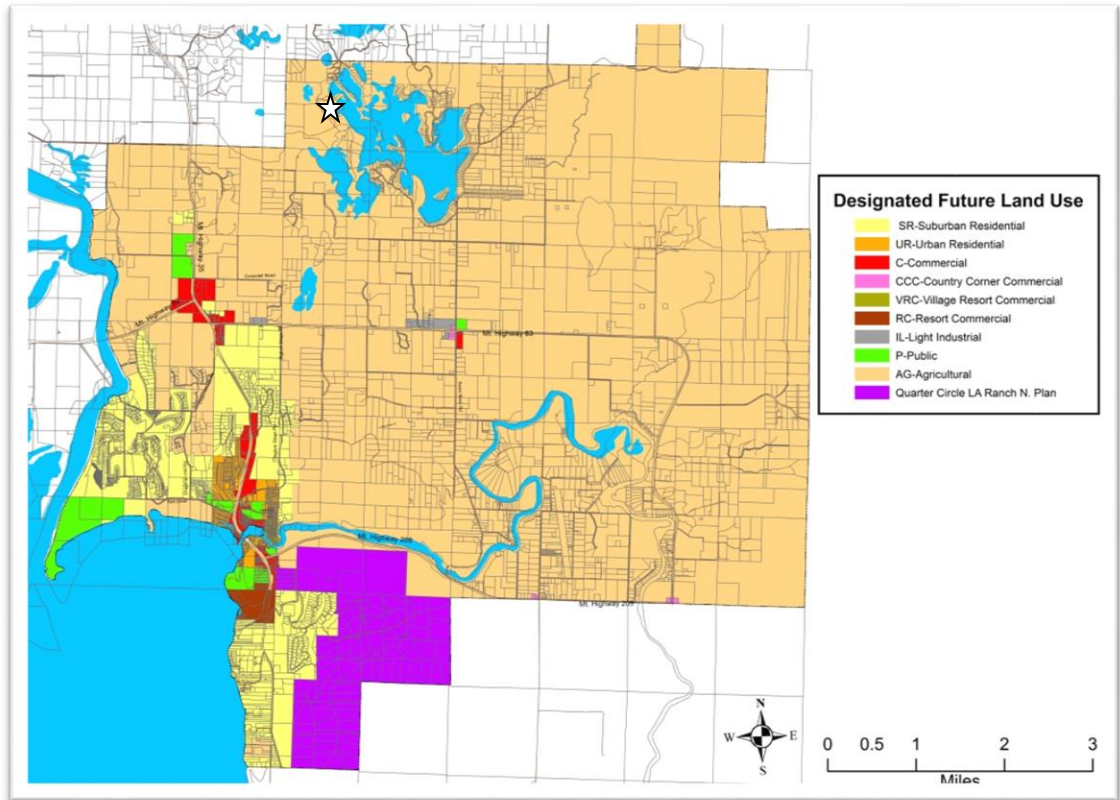 Mt. Highway 35
Mt. Highway
Mt. Highway 83
Mt. Highway 209
Mt. Highway 209
Designated Future Land Use
SR-Suburban Residential
UR-Urban Residential
C-Commercial
CCC-Country Corner Commercial
VRC-Village Resort Commercial
RC-Resort Commercial
IL-Light Industrial
P-Public
AG-Agricultural
Quarter Circle LA Ranch N. Plan
N
W E
S
0 0.5 1 2 3
Miles